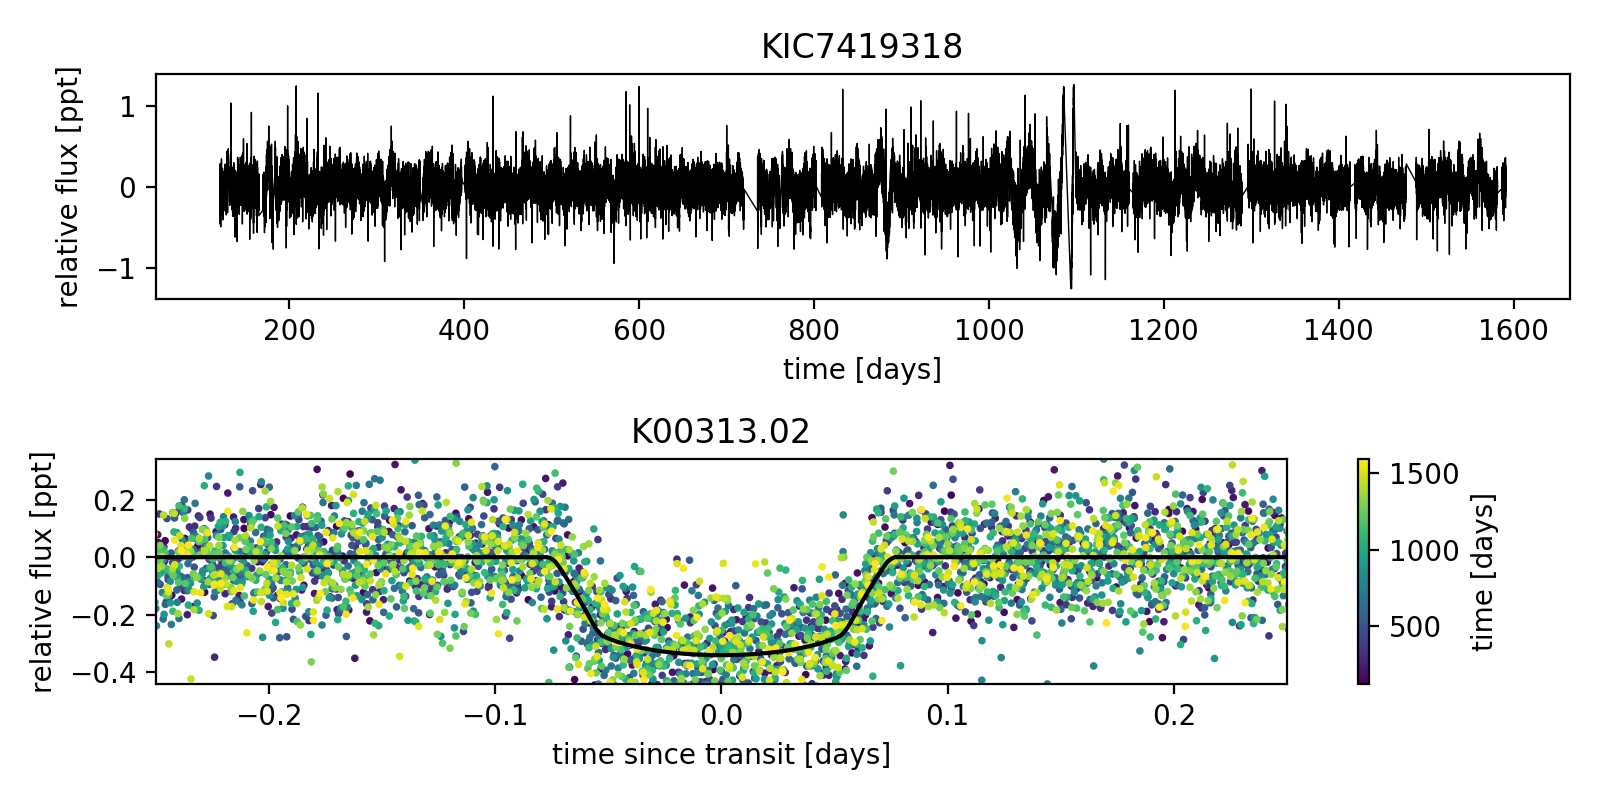 KIC7419318
relative flux [ppt]
1
0
−1
200 400 600 800 1000 1200 1400 1600
time [days]
K00313.02
relative flux [ppt]
0.2
0.0
−0.2
−0.4
−0.2 −0.1 0.0 0.1 0.2
time since transit [days]
1500
1000
500
time [days]